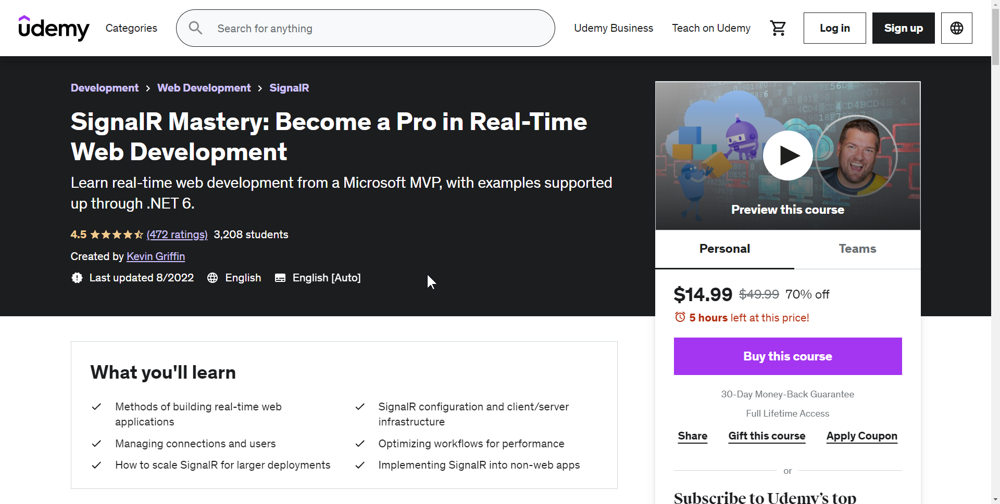 udemy
Categories
Search for anything
Udemy Business
Teach on Udemy
Log in
Sign up
Development
Web Development
SignalR
SignalR Mastery: Become a Pro in Real-Time
Web Development
Learn real-time web development from a Microsoft MVP, with examples supported
up through .NET 6.
4.5 (472 ratings) 3,208 students
Created by Kevin Griffin
Last updated 8/2022 English English [Auto]
What you'll learn
Methods of building real-time web
applications
Managing connections and users
How to scale SignalR for larger deployments
SignalR configuration and client/server
infrastructure
Optimizing workflows for performance
Implementing SignalR into non-web apps
Preview this course
Personal
Teams
$14.99 $49.99 70% off
5 hours left at this price!
Buy this course
30-Day Money-Back Guarantee
Full Lifetime Access
Share
Gift this course
Apply Coupon
or
Subscribe to Udemy's top